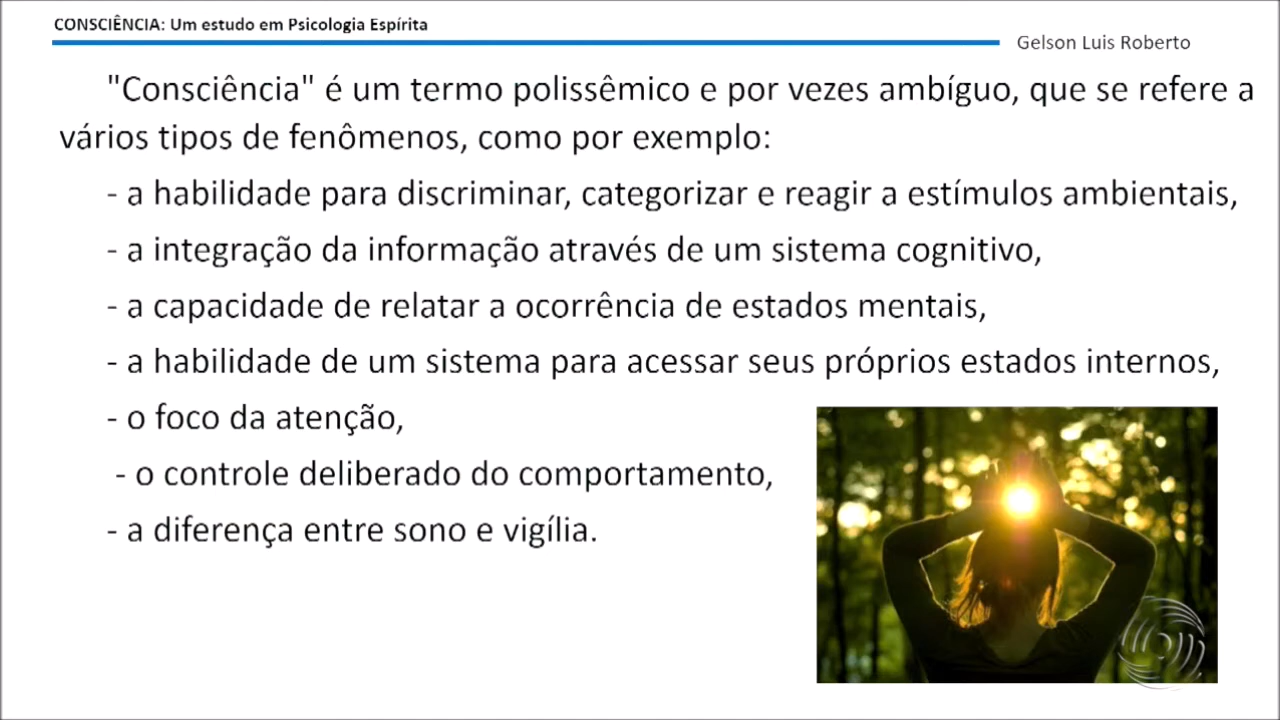 CONSCIÊNCIA: Um estudo em Psicologia Espírita
Gelson Luis Roberto
"Consciência" é um termo polissêmico e por vezes ambíguo, que se refere a
vários tipos de fenômenos, como por exemplo:
- a habilidade para discriminar, categorizar e reagir a estímulos ambientais,
- a integração da informação através de um sistema cognitivo,
- a capacidade de relatar a ocorrência de estados mentais,
- a habilidade de um sistema para acessar seus próprios estados internos,
- o foco da atenção,
- o controle deliberado do comportamento,
- a diferença entre sono e vigília.